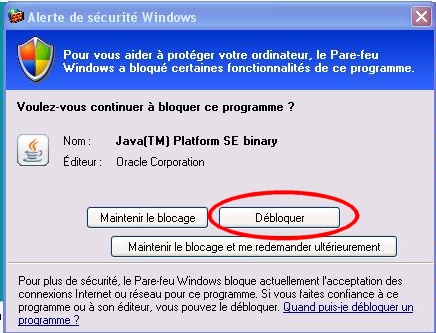 Alerte de sécurité Windows
Pour vous aider à protéger votre ordinateur, le Pare-feu
Windows a bloqué certaines fonctionnalités de ce programme.
Voulez-vous continuer à bloquer ce programme ?
Nom : Java(TM) Platform SE binary
Éditeur : Oracle Corporation
Maintenir le blocage Débloquer
Maintenir le blocage et me redemander ultérieurement
Pour plus de sécurité, le Pare-feu Windows bloque actuellement l'acceptation des
connexions Internet ou réseau pour ce programme. Si vous faites confiance à ce
programme ou à son éditeur, vous pouvez le débloquer. Quand puis-je débloquer un
programme ?